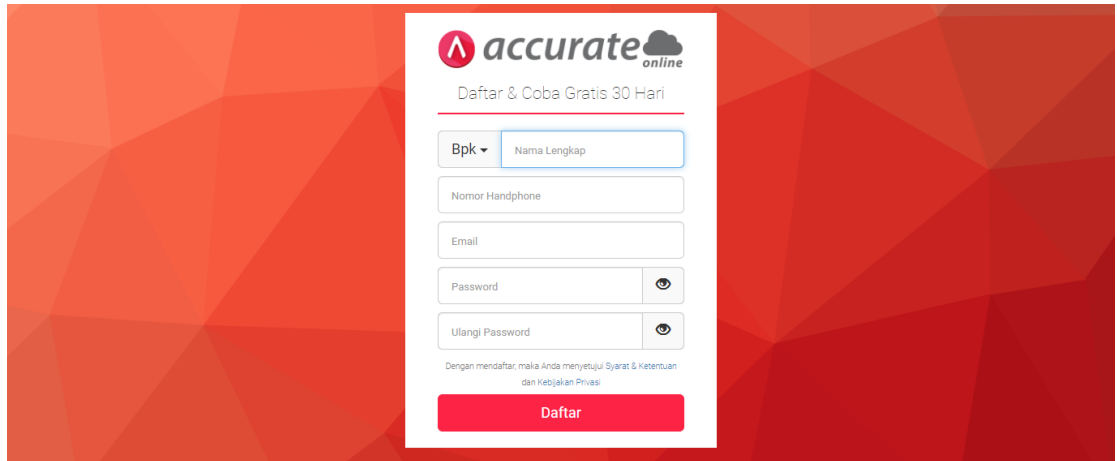 accurate
online
Daftar & Coba Gratis 30 Hari
Bpk Nama Lengkap
Nomor Handphone
Email
Password
Ulangi Password
Dengan mendaftar, maka Anda menyetujui Syarat & Ketentuan
dan Kebijakan Privasi
Daftar